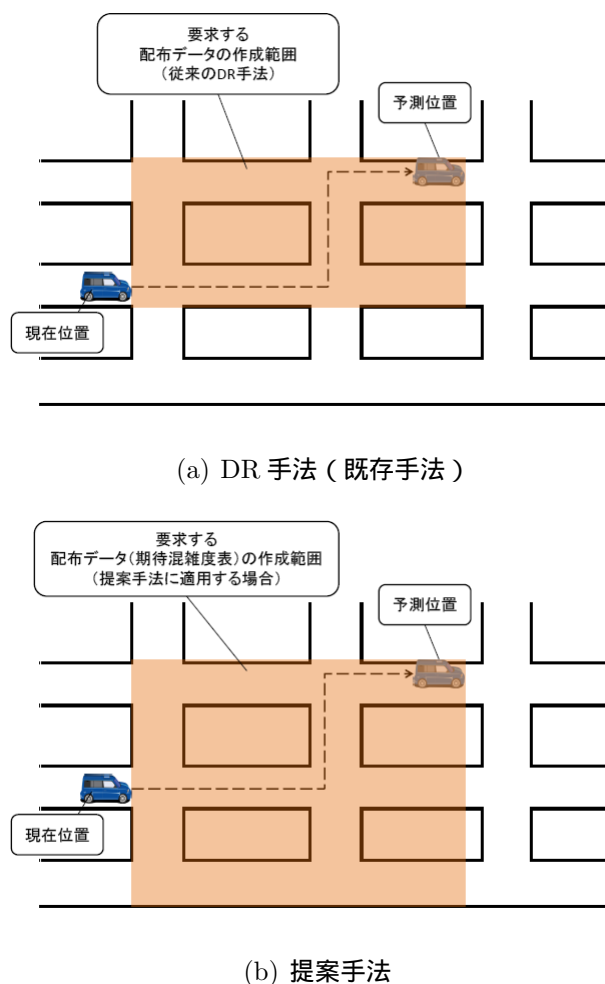 要求する
配布データの作成範囲
（従来のDR手法）
予測位置
現在位置
(a) DR 手法（既存手法）
要求する
配布データ(期待混雑度表)の作成範囲
（提案手法に適用する場合）
予測位置
現在位置
(b) 提案手法